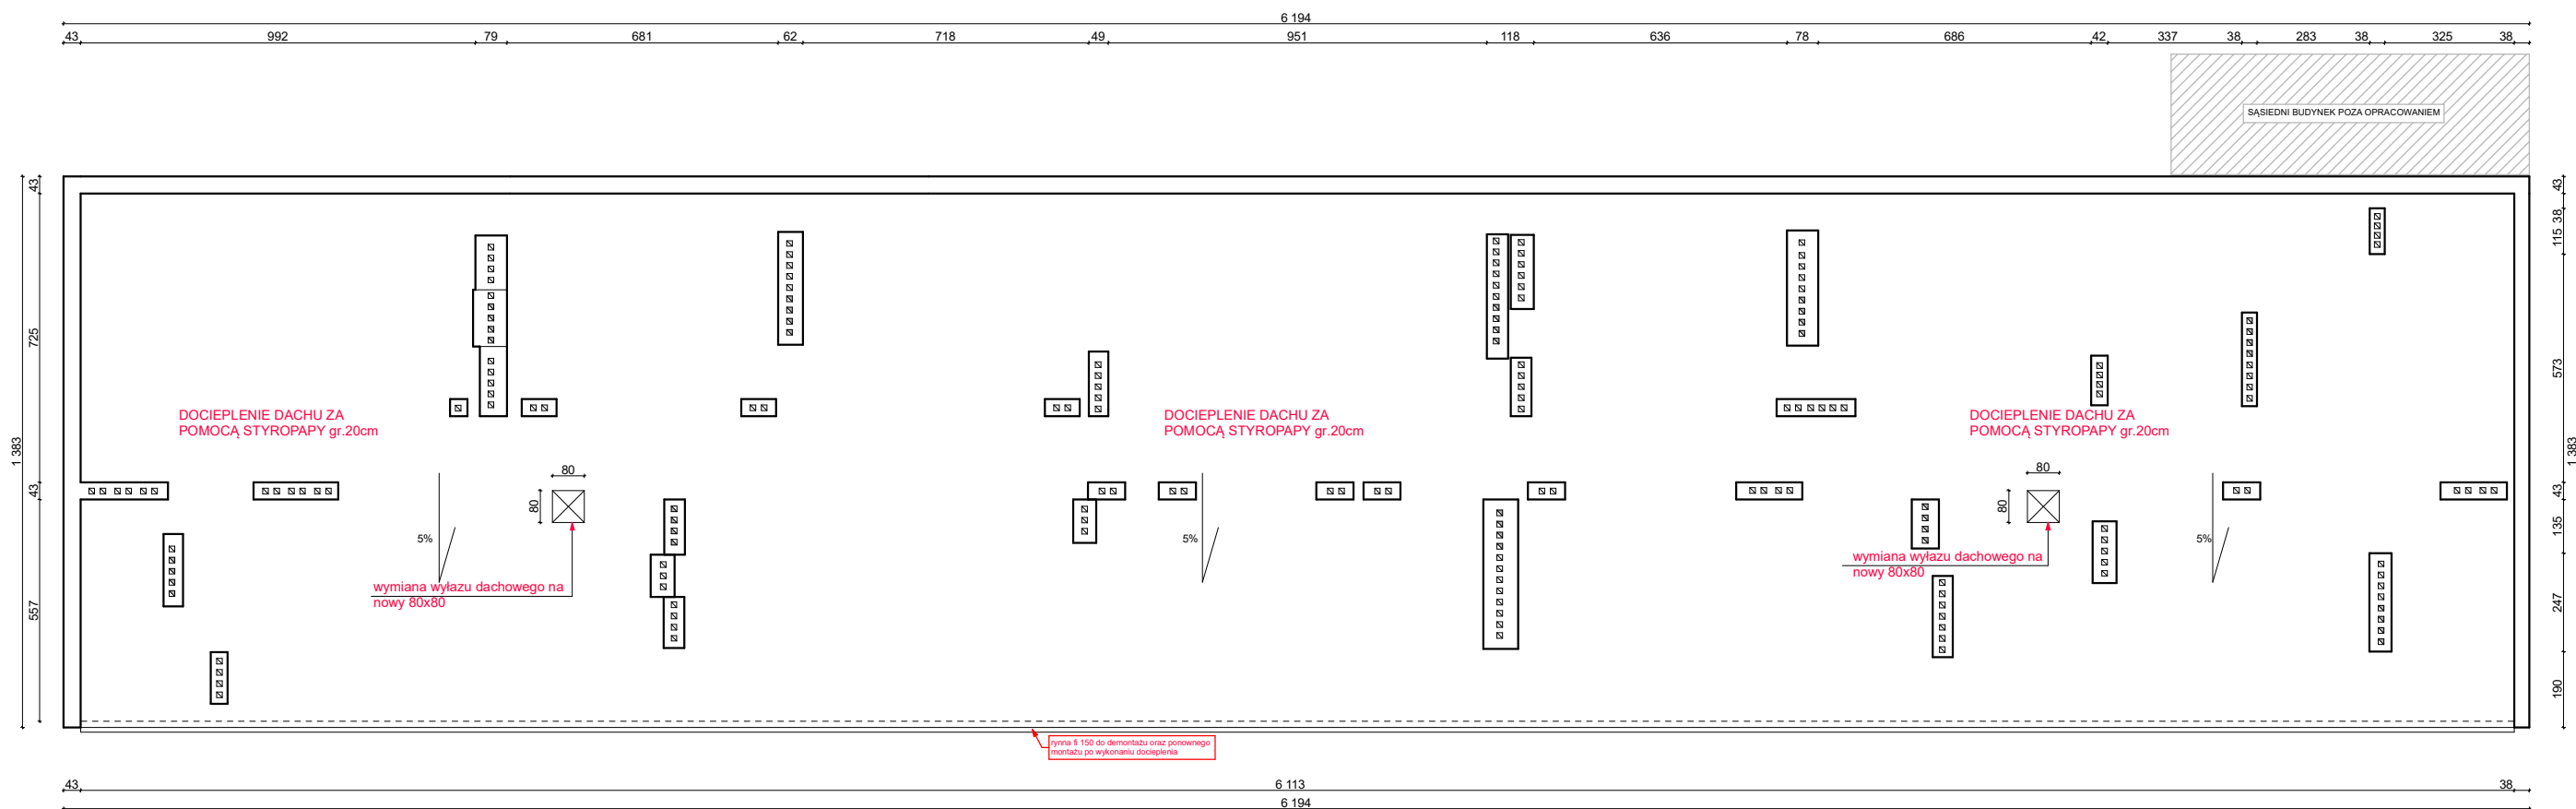 6 194
43 992 79 681 62 718 49 951 118 636 78 686 42 337 38 283 38 325 38
SĄSIEDNI BUDYNEK POZA OPRACOWANIEM
43
43
115 38
725
573
1 383
1 383
DOCIEPLENIE DACHU ZA
POMOCĄ STYROPAPY gr.20cm
DOCIEPLENIE DACHU ZA
POMOCĄ STYROPAPY gr.20cm
DOCIEPLENIE DACHU ZA
POMOCĄ STYROPAPY gr.20cm
80
80
43
43
80
80
135
5%
5%
5%
wymiana wyłazu dachowego na
nowy 80x80
wymiana wyłazu dachowego na
nowy 80x80
557
247
190
rynna fi 150 do demontażu oraz ponownego
montażu po wykonaniu docieplenia
43 6 113 38
6 194